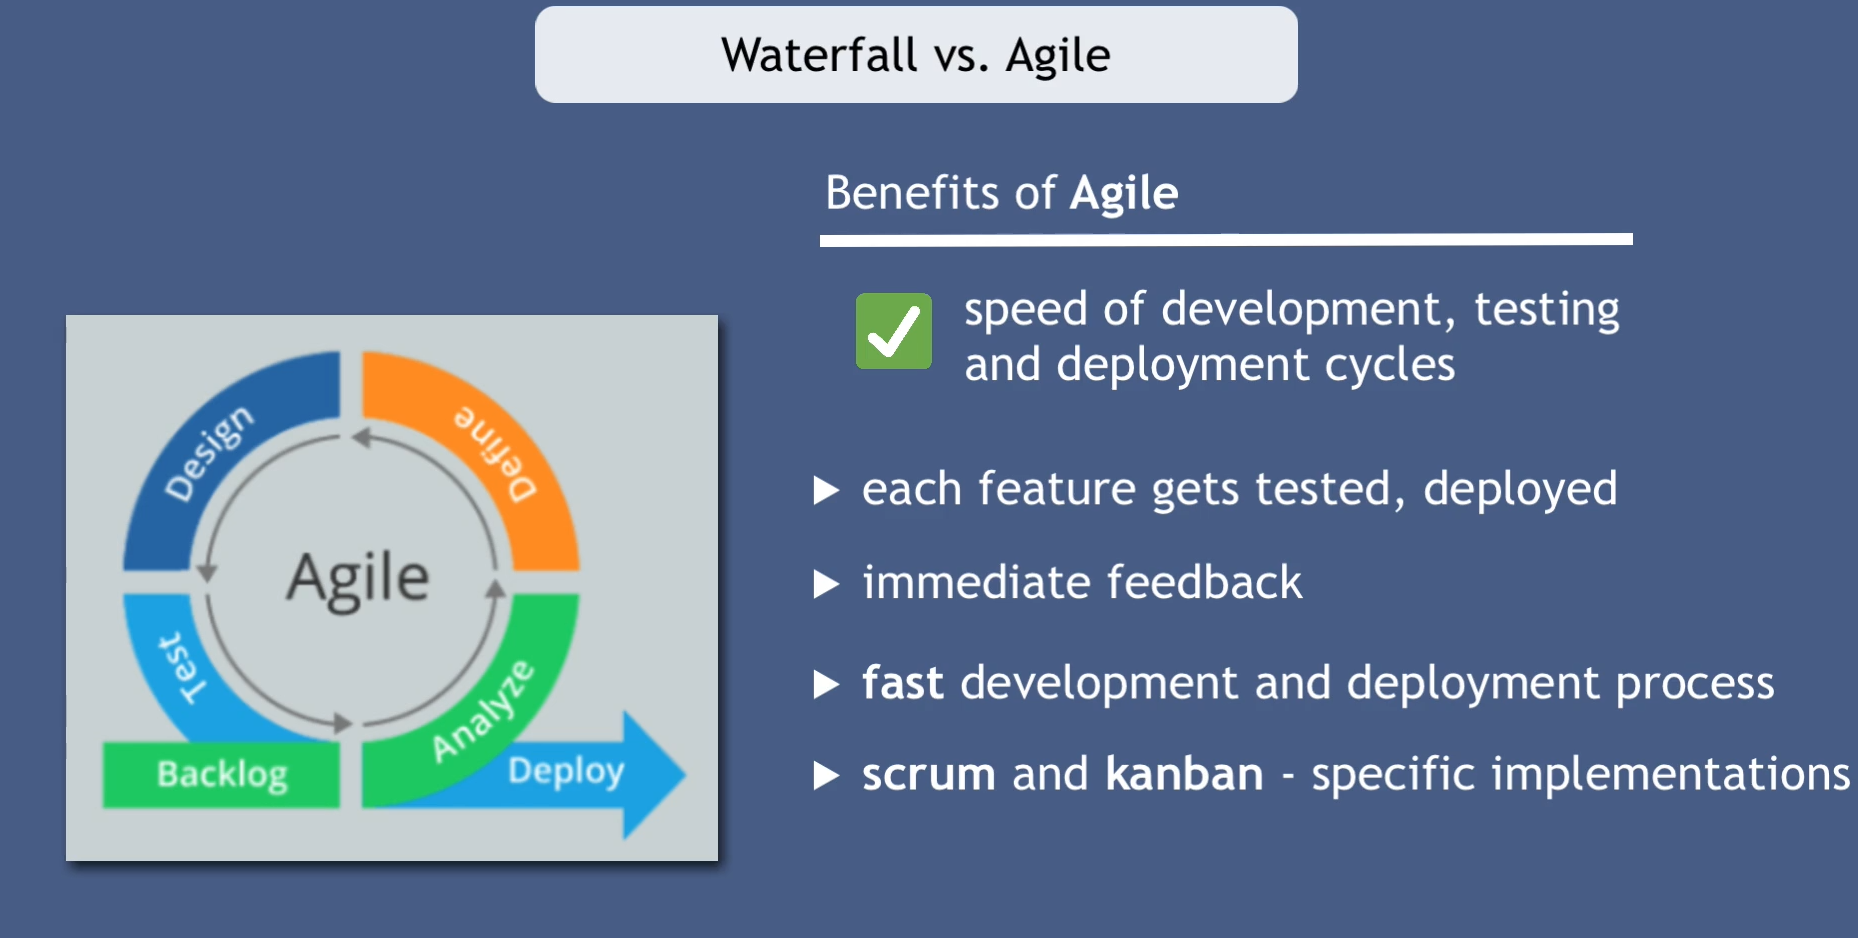 Waterfall vs. Agile
Benefits of Agile
speed of development, testing
and deployment cycles
each feature gets tested, deployed
immediate feedback
fast development and deployment process
scrum and kanban - specific implementations
Design
Define
Agile
Test
Analyze
Backlog
Deploy